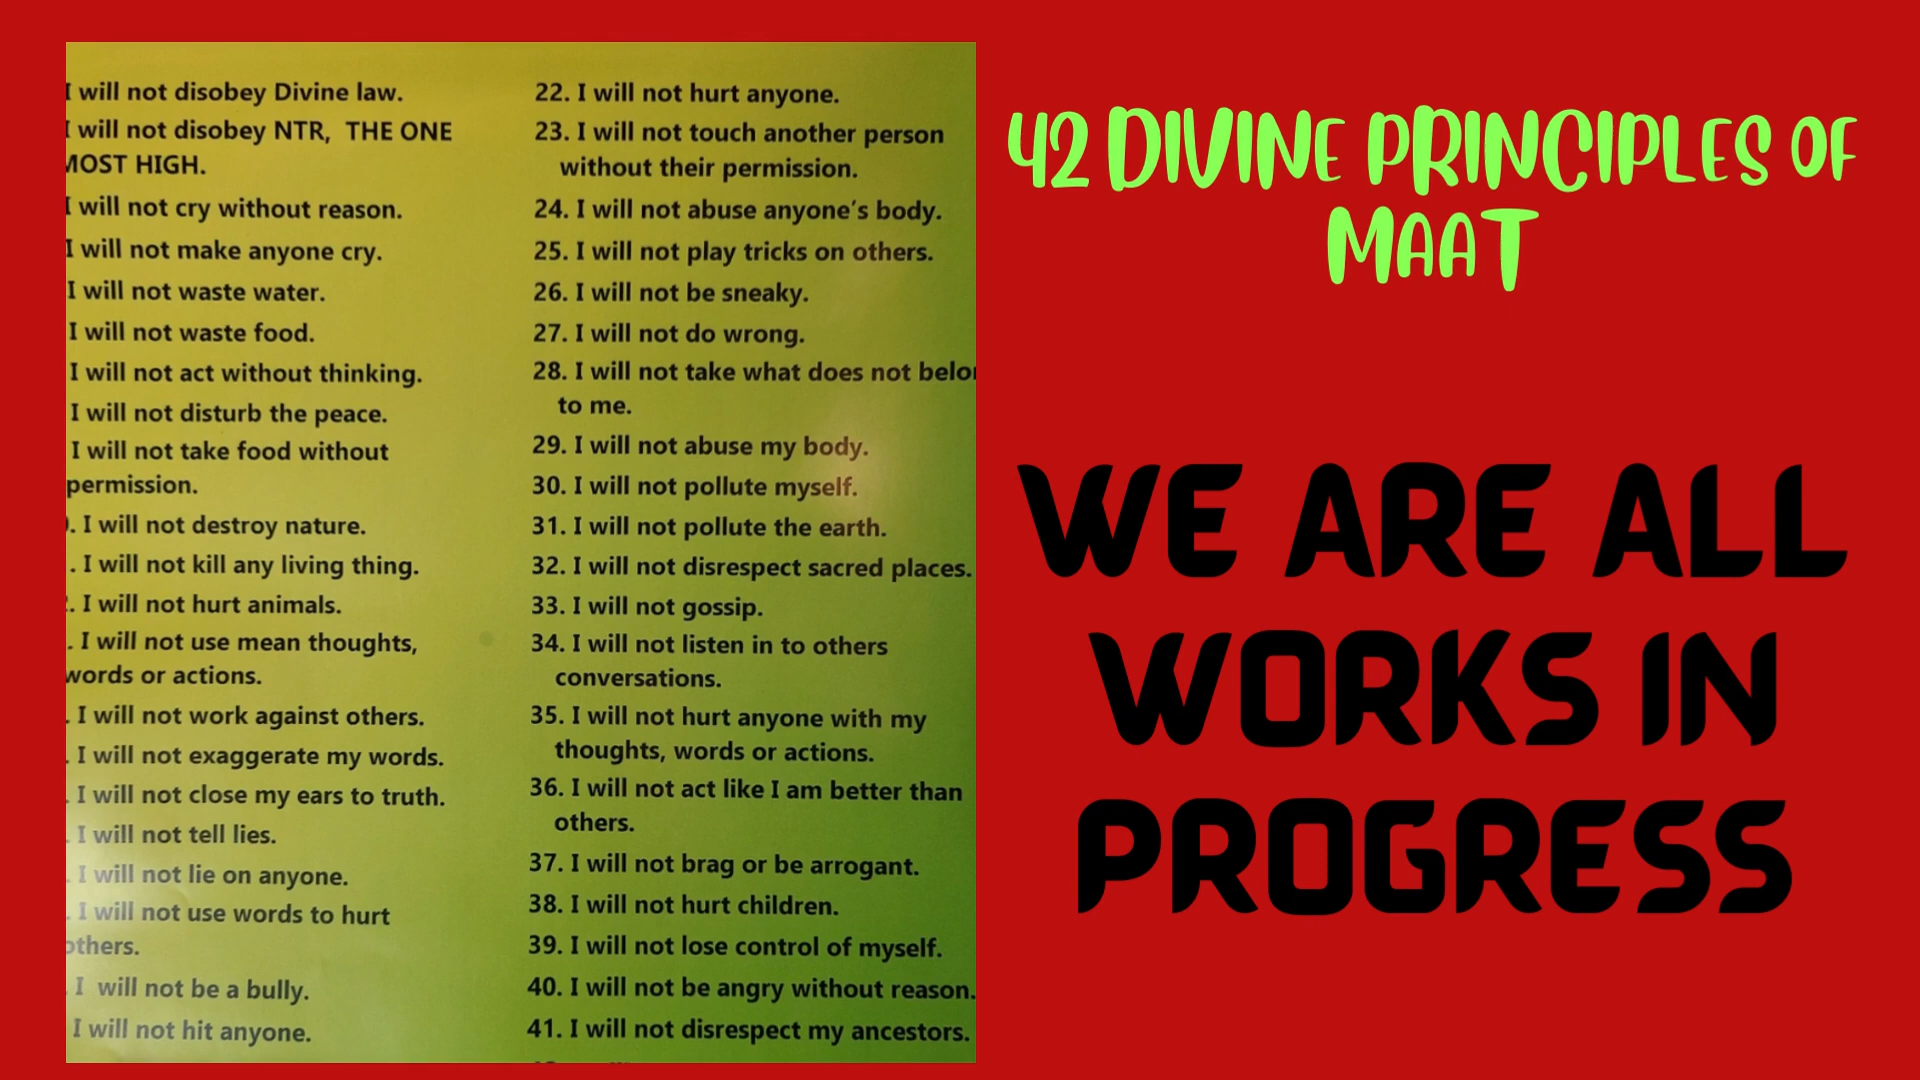 I will not disobey Divine law.
I will not disobey NTR, THE ONE
MOST HIGH.
I will not cry without reason.
I will not make anyone cry.
I will not waste water.
I will not waste food.
I will not act without thinking.
I will not disturb the peace.
I will not take food without
permission.
. I will not destroy nature.
. I will not kill any living thing.
. I will not hurt animals.
. I will not use mean thoughts,
words or actions.
. I will not work against others.
. I will not exaggerate my words.
. I will not close my ears to truth.
. I will not tell lies.
. I will not lie on anyone.
. I will not use words to hurt
others.
. I will not be a bully.
I will not hit anyone.
22. I will not hurt anyone.
23. I will not touch another person
without their permission.
24. I will not abuse anyone's body.
25. I will not play tricks on others.
26. I will not be sneaky.
27. I will not do wrong.
28. I will not take what does not
to me.
29. I will not abuse my body.
30. I will not pollute myself.
31. I will not pollute the earth.
32. I will not disrespect sacred places.
33. I will not gossip.
34. I will not listen in to others
conversations.
35. I will not hurt anyone with my
thoughts, words or actions.
36. I will not act like I am better than
others.
37. I will not brag or be arrogant.
38. I will not hurt children.
39. I will not lose control of myself.
40. I will not be angry without reason.
41. I will not disrespect my ancestors.
42 DIVINE PRINCIPLES OF
MAAT
WE ARE ALL
WORKS IN
PROGRESS